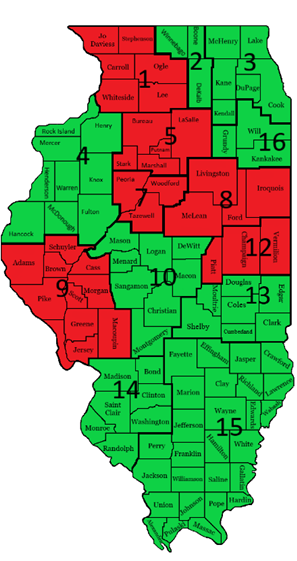 Jo
Daviess
Stephenson
Winnebago
Boone
McHenry
Lake
Carroll
Ogle
1
2
3
DeKalb
Kane
DuPage
Cook
Whiteside
Lee
Kendall
Rock Island
Henry
Bureau
LaSalle
5
Grundy
Will
16
Mercer
4
Putnam
Kankakee
Stark
Marshall
Knox
Henderson
Warren
Peoria
Woodford
Livingston
Iroquois
7
8
McDonough
Fulton
Tazewell
McLean
Ford
Hancock
Mason
Logan
DeWitt
Champaign
12
Vermilion
Schuyler
Adams
Brown
Cass
Menard
Piatt
10
Macon
Sangamon
9
Morgan
Scott
Pike
Douglas
13
Edgar
Moultrie
Coles
Christian
Greene
Macoupin
Shelby
Cumberland
Clark
Jersey
Montgomery
Fayette
Effingham
Jasper
Crawford
Madison
Bond
14
Clay
Richland
Lawrence
Clinton
Marion
Saint
Clair
Wayne
Edwards
Wabash
Washington
Jefferson
15
Monroe
Hamilton
White
Randolph
Perry
Franklin
Jackson
Williamson
Saline
Gallatin
Union
Johnson
Pope
Hardin
Alexander
Pulaski
Massac